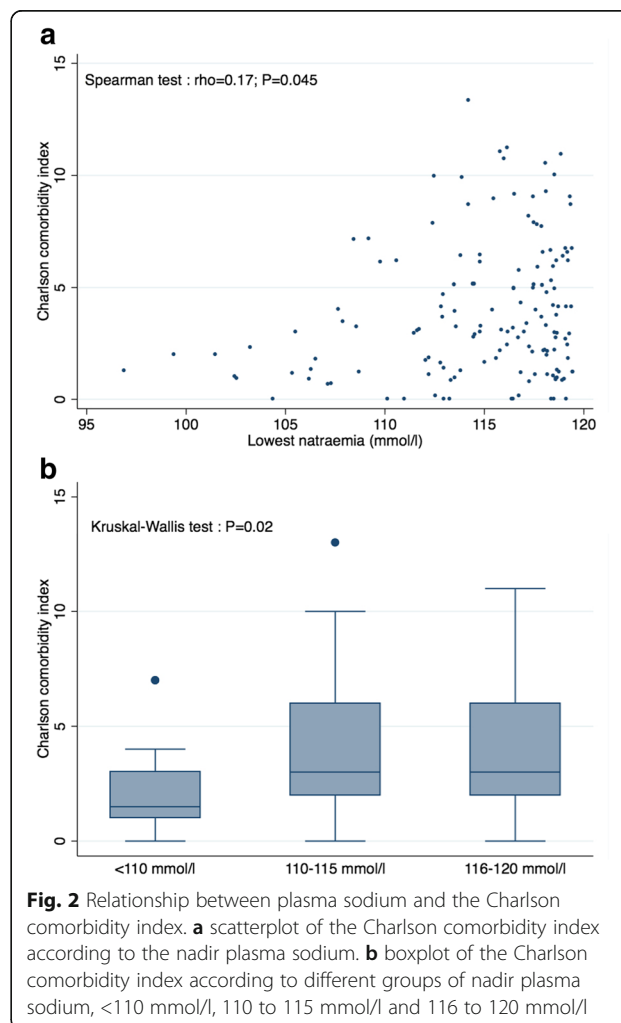 a
15
Spearman test : rho=0.17; P=0.045
Charlson comorbidity index
10
5
0
95 100 105 110 115 120
Lowest natraemia (mmol/l)
b
15
Kruskal-Wallis test : P=0.02
Charlson comorbidity index
10
5
0
<110 mmol/l 110-115 mmol/l 116-120 mmol/l
Fig. 2 Relationship between plasma sodium and the Charlson
comorbidity index. a scatterplot of the Charlson comorbidity index
according to the nadir plasma sodium. b boxplot of the Charlson
comorbidity index according to different groups of nadir plasma
sodium, <110 mmol/l, 110 to 115 mmol/l and 116 to 120 mmol/l